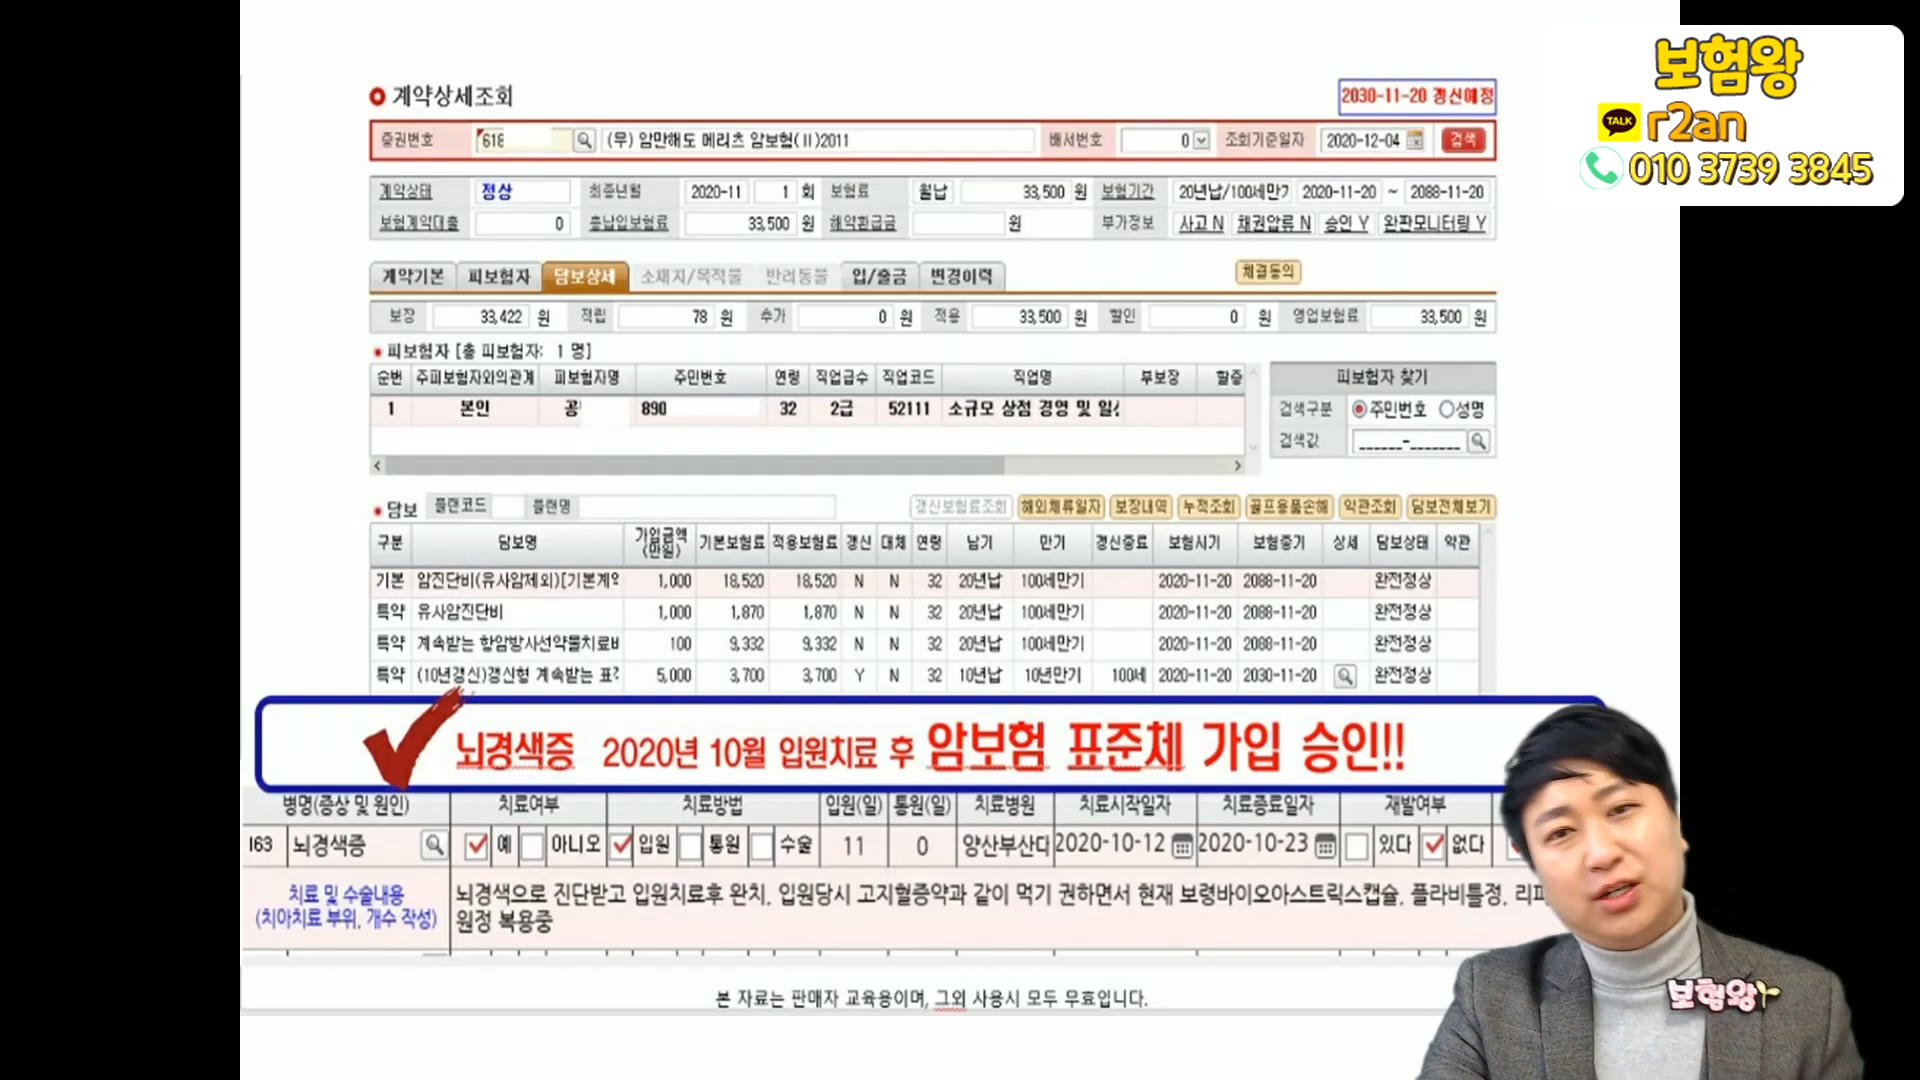 보험왕
TALK r2an
010 3739 3845
계약상세조회
2030-11-20 갱신예정
증권번호 616 (무) 암만해도 메리츠 암보험(Ⅱ)2011 배서번호 0 조회기준일자 2020-12-04 검색
계약상태 정상 최종년월 2020-11 1 회 보험료 월납 33,500 원 보험기간 20년납/100세만기 2020-11-20 ~ 2088-11-20
보험계약대출 0 총납입보험료 33,500 원 해약환급금 원 부가정보 사고 N 채권압류 N 승인 Y 완판모니터링 Y
계약기본 피보험자 담보상세 소재지/목적물 반려동물 입/출금 변경이력 체결동의
보장 33,422 원 적립 78 원 추가 0 원 적용 33,500 원 할인 0 원 영업보험료 33,500 원
피보험자 [총 피보험자: 1 명]
순번 주피보험자와의관계 피보험자명 주민번호 연령 직업급수 직업코드 직업명 부보장 할증
1 본인 공 890 32 2급 52111 소규모 상점 경영 및 일
피보험자 찾기
검색구분 주민번호 성명
검색값 ______-_______
담보 플랜코드 플랜명 갱신보험료조회 해외체류일자 보장내역 누적조회 골프용품손해 약관조회 담보전체보기
구분 담보명 가입금액(만원) 기본보험료 적용보험료 갱신 대체 연령 납기 만기 갱신종료 보험시기 보험종기 상세 담보상태 약관
기본 암진단비(유사암제외)[기본계약 1,000 18,520 18,520 N N 32 20년납 100세만기 2020-11-20 2088-11-20 완전정상
특약 유사암진단비 1,000 1,870 1,870 N N 32 20년납 100세만기 2020-11-20 2088-11-20 완전정상
특약 계속받는 항암방사선약물치료비 100 9,332 9,332 N N 32 20년납 100세만기 2020-11-20 2088-11-20 완전정상
특약 (10년갱신)갱신형 계속받는 표적 5,000 3,700 3,700 Y N 32 10년납 10년만기 100세 2020-11-20 2030-11-20 완전정상
뇌경색증 2020년 10월 입원치료 후 암보험 표준체 가입 승인!!
병명(증상 및 원인) 치료여부 치료방법 입원(일) 통원(일) 치료병원 치료시작일자 치료종료일자 재발여부
I63 뇌경색증 예 아니오 입원 통원 수술 11 0 양산부산대 2020-10-12 2020-10-23 있다 없다
치료 및 수술내용
(치아치료 부위, 개수 작성)
뇌경색으로 진단받고 입원치료후 완치, 입원당시 고지혈증약과 같이 먹기 권하면서 현재 보령바이오아스트릭스캡슐, 플라비톨정, 리피
원정 복용중
본 자료는 판매자 교육용이며, 그외 사용시 모두 무효입니다.
보험왕